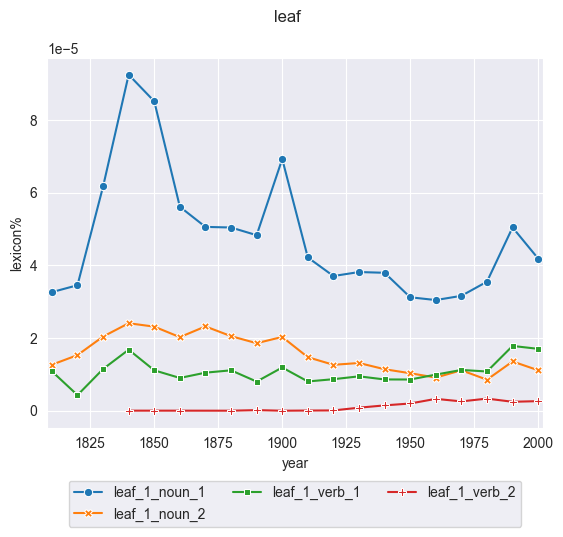 leaf
1e−5
8
6
4
2
0
lexicon%
1825 1850 1875 1900 1925 1950 1975 2000
year
leaf_1_noun_1 leaf_1_verb_1 leaf_1_verb_2
leaf_1_noun_2